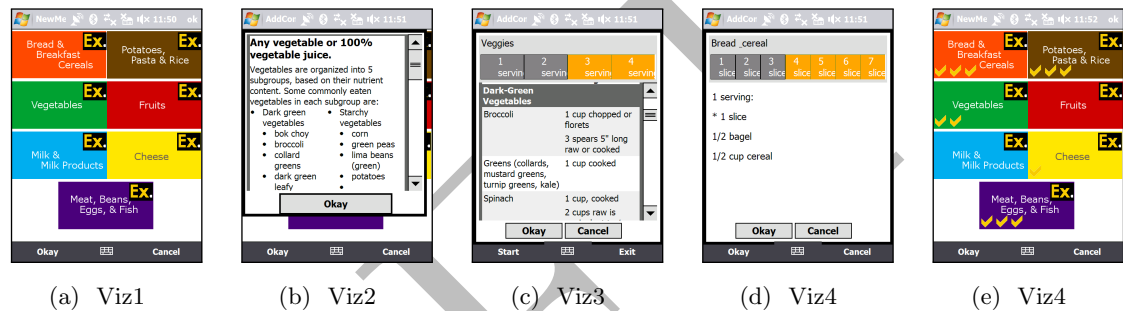 NewMe 11:50 ok
Bread &
Breakfast
Cereals
Ex.
Potatoes,
Pasta & Rice
Ex.
Vegetables
Ex.
Fruits
Ex.
Milk &
Milk Products
Ex.
Cheese
Ex.
Meat, Beans,
Eggs, & Fish
Ex.
Okay Cancel
(a) Viz1
AddCor 11:51
Any vegetable or 100%
vegetable juice.
Vegetables are organized into 5
subgroups, based on their nutrient
content. Some commonly eaten
vegetables in each subgroup are:
• Dark green
vegetables
• bok choy
• broccoli
• collard
greens
• dark green
leafy
• Starchy
vegetables
• corn
• green peas
• lima beans
(green)
• potatoes
•
Okay
Okay Cancel
(b) Viz2
AddCor 11:51
Veggies
1 2 3 4
servin servin servin servin
Dark-Green
Vegetables
Broccoli
1 cup chopped or
florets
3 spears 5" long
raw or cooked
Greens (collards,
mustard greens,
turnip greens, kale)
1 cup cooked
Spinach
1 cup, cooked
2 cups raw is
Okay Cancel
Start Exit
(c) Viz3
AddCor 11:51
Bread _cereal
1 2 3 4 5 6 7
slice slice slice slice slice slice slice
1 serving:
* 1 slice
1/2 bagel
1/2 cup cereal
Okay Cancel
Okay Cancel
(d) Viz4
NewMe 11:52 ok
Bread &
Breakfast
Cereals
Ex.
Potatoes,
Pasta & Rice
Ex.
Vegetables
Ex.
Fruits
Ex.
Milk &
Milk Products
Ex.
Cheese
Ex.
Meat, Beans,
Eggs, & Fish
Ex.
Okay Cancel
(e) Viz4